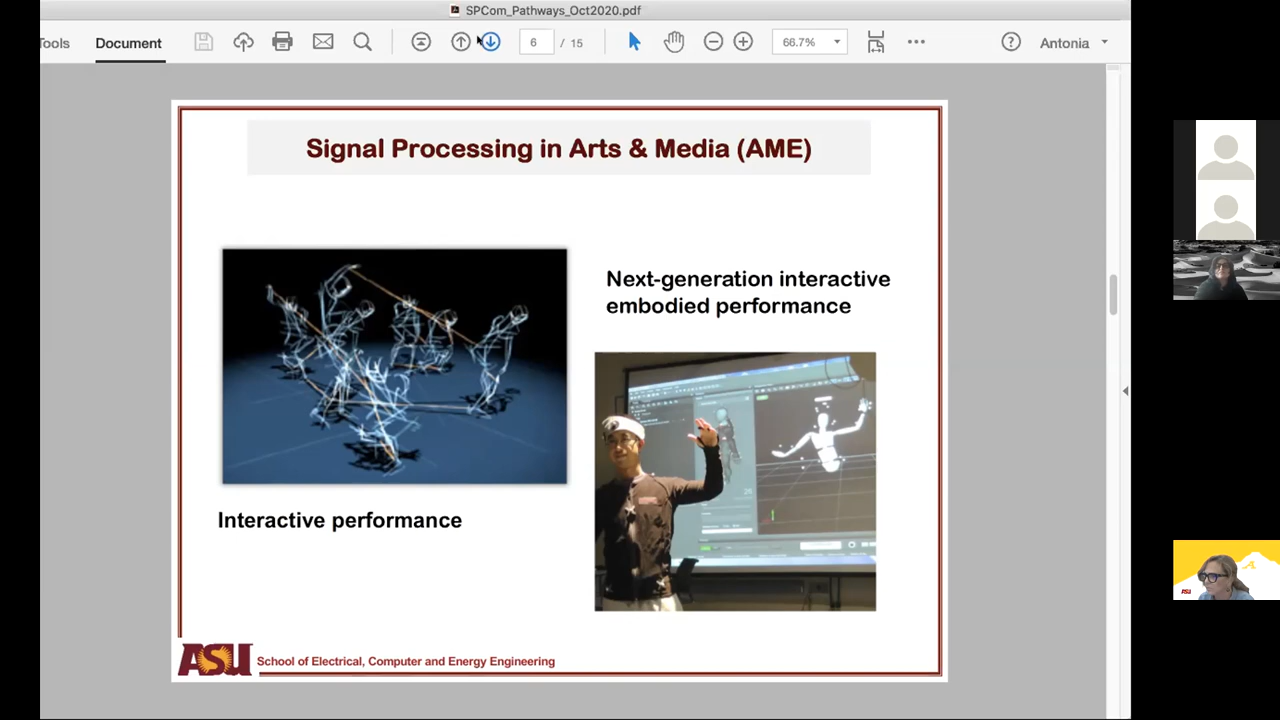 SPCom_Pathways_Oct2020.pdf
Tools
Document
6
/ 15
66.7%
Antonia
Signal Processing in Arts & Media (AME)
Next-generation interactive
embodied performance
Interactive performance
ASU
School of Electrical, Computer and Energy Engineering
ASU